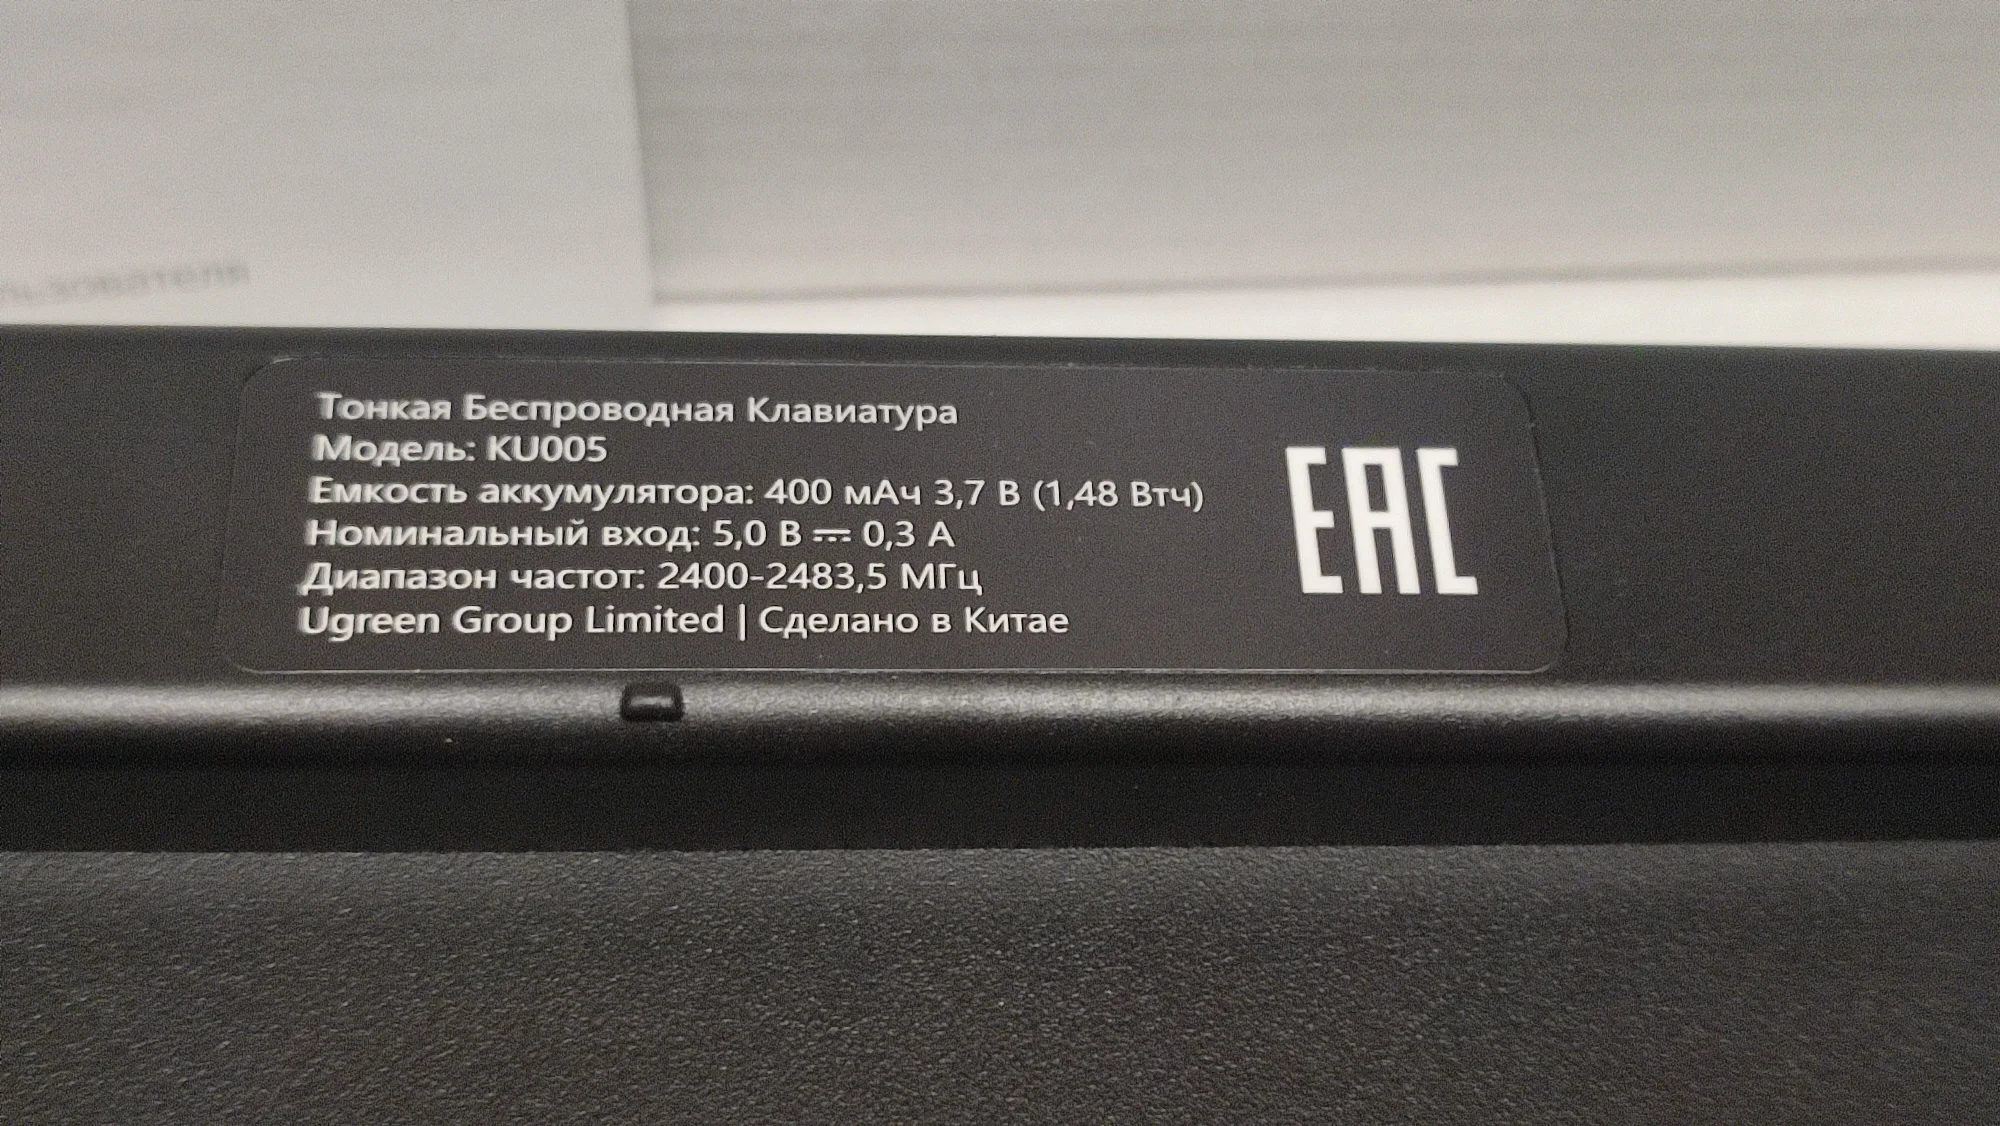 Тонкая Беспроводная Клавиатура
Модель: KU005
Емкость аккумулятора: 400 мАч 3,7 В (1,48 Втч)
Номинальный вход: 5,0 В ⎓ 0,3 А
Диапазон частот: 2400-2483,5 МГц
Ugreen Group Limited | Сделано в Китае
EAC